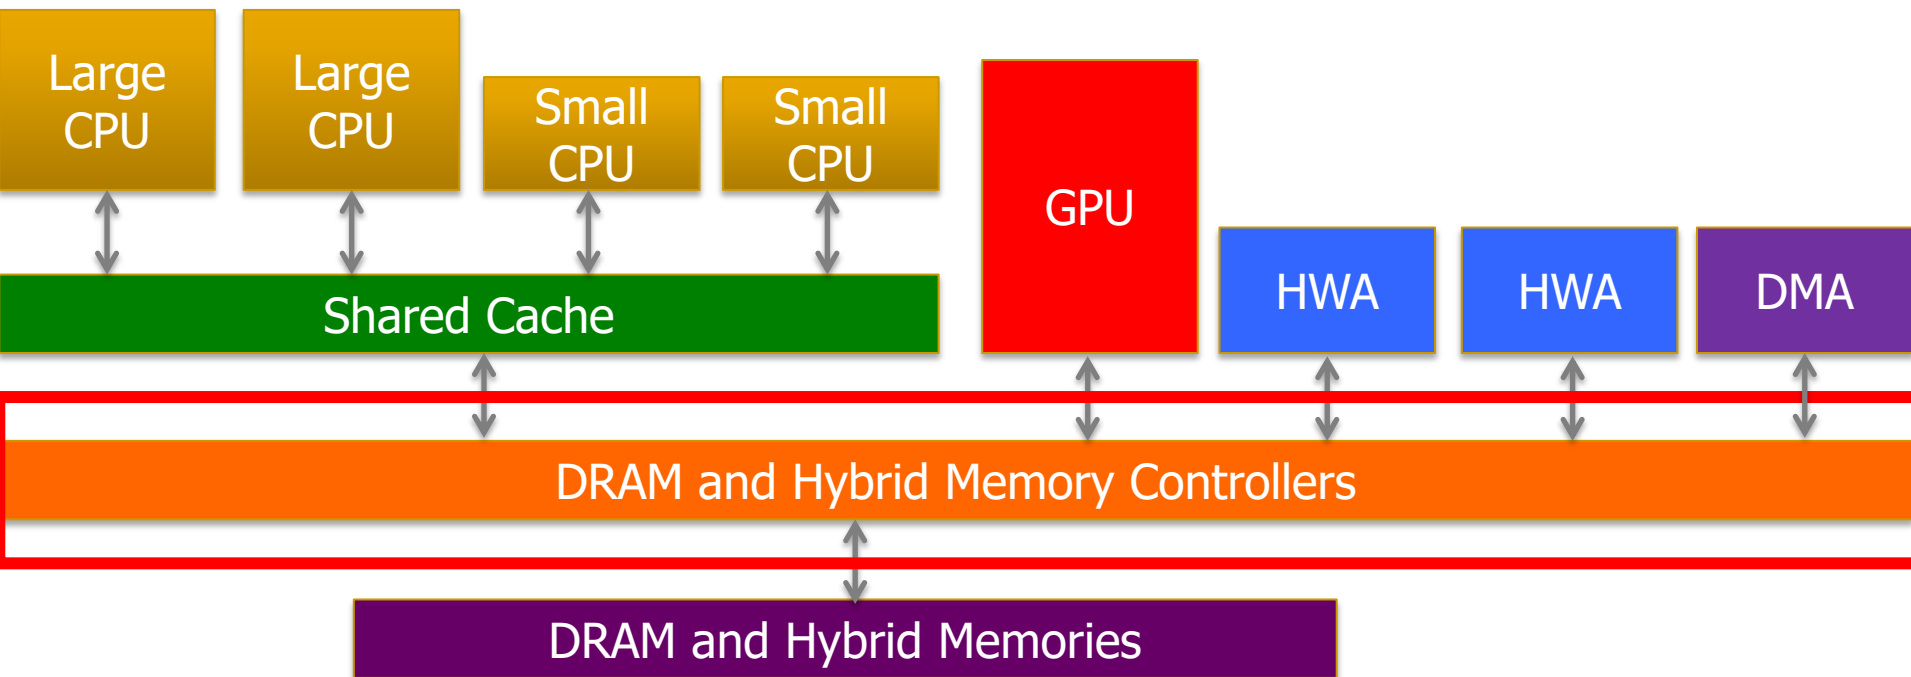 Large
CPU
Large
CPU
Small
CPU
Small
CPU
GPU
HWA
HWA
DMA
Shared Cache
DRAM and Hybrid Memory Controllers
DRAM and Hybrid Memories